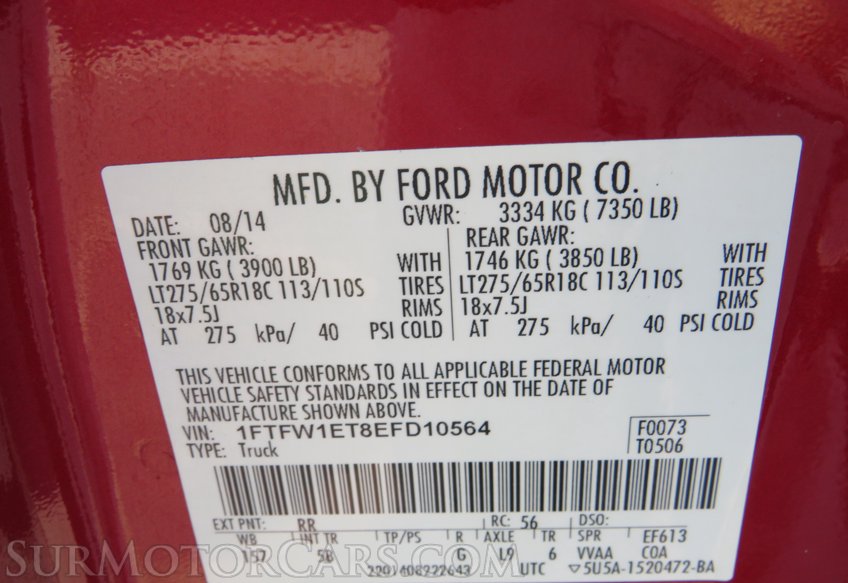 MFD. BY FORD MOTOR CO.
DATE: 08/14 GVWR: 3334 KG ( 7350 LB)
FRONT GAWR: REAR GAWR:
1769 KG ( 3900 LB) WITH 1746 KG ( 3850 LB) WITH
LT275/65R18C 113/110S TIRES LT275/65R18C 113/110S TIRES
18x7.5J RIMS 18x7.5J RIMS
AT 275 kPa/ 40 PSI COLD AT 275 kPa/ 40 PSI COLD
THIS VEHICLE CONFORMS TO ALL APPLICABLE FEDERAL MOTOR
VEHICLE SAFETY STANDARDS IN EFFECT ON THE DATE OF
MANUFACTURE SHOWN ABOVE.
VIN: 1FTFW1ET8EFD10564 F0073
TYPE: Truck T0506
EXT PNT: RR RC: 56 DSO:
WB INT TR TP/PS R AXLE TR SPR EF613
157 5B G L9 6 VVAA COA
2201408222643 UTC ▽5U5A-1520472-BA
SurMotorCars.com